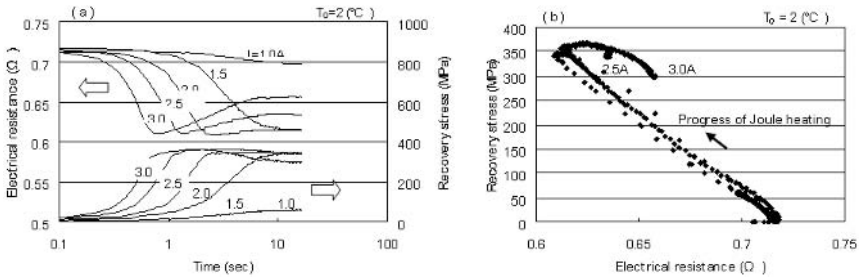 (a)
T₀=2 (°C)
0.75
0.7
0.65
0.6
0.55
0.5
Electrical resistance (Ω)
I=1.0A
1.5
2.0
2.5
3.0
3.0
2.5
2.0
1.5
1.0
1000
800
600
400
200
0
Recovery stress (MPa)
0.1
1
10
100
Time (sec)
(b)
T₀ = 2 (°C)
400
350
300
250
200
150
100
50
0
Recovery stress (MPa)
2.5A
3.0A
Progress of Joule heating
0.6
0.65
0.7
0.75
Electrical resistance (Ω )